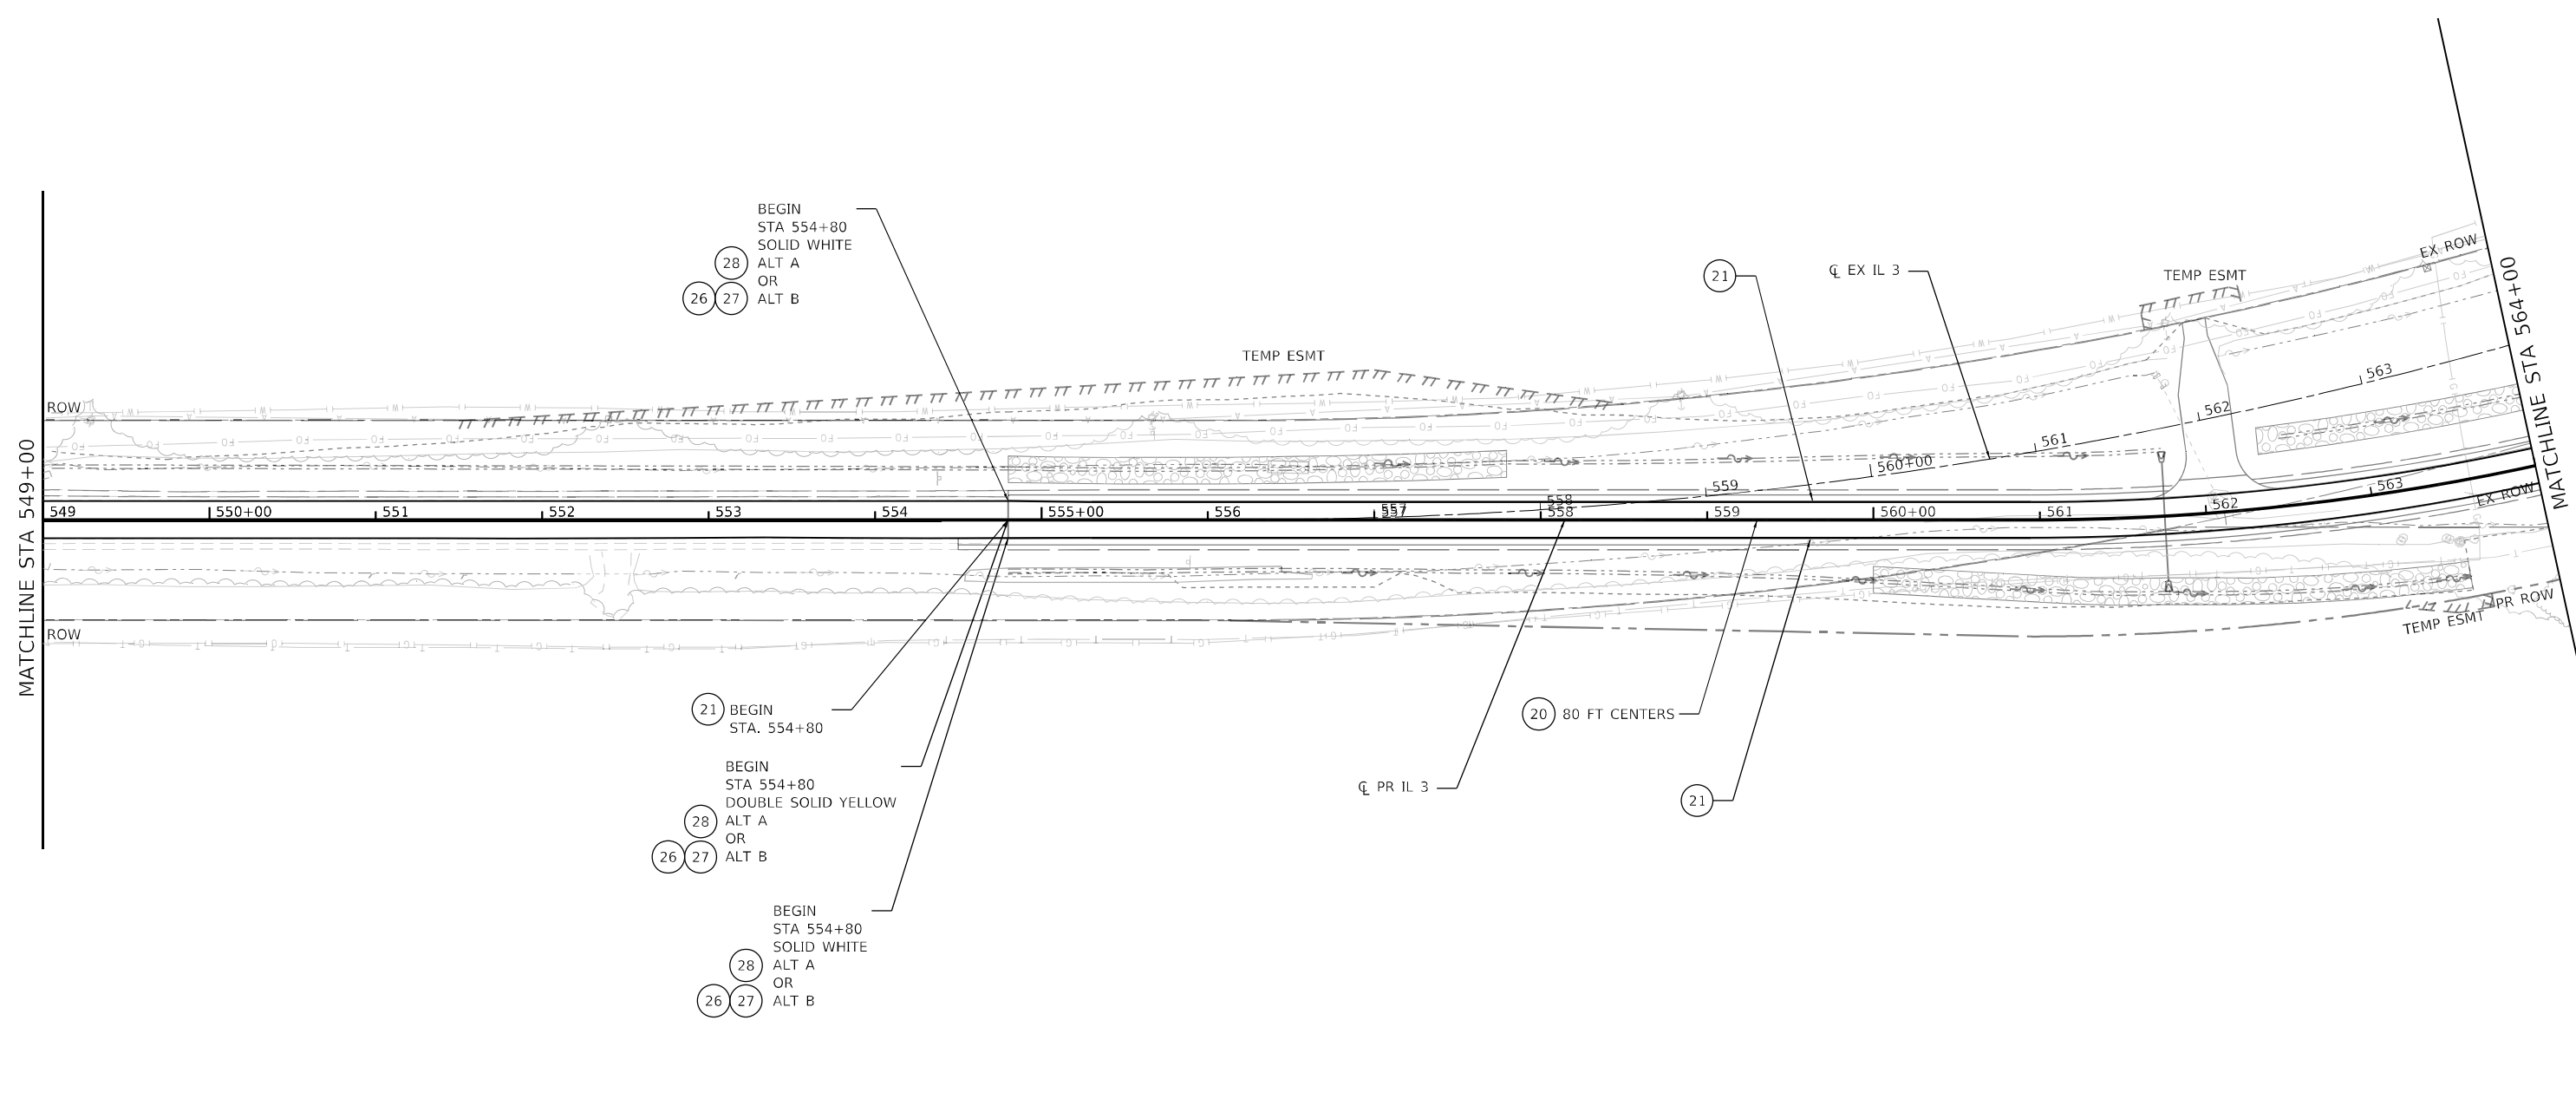 BEGIN
STA 554+80
SOLID WHITE
28 ALT A
OR
26 27 ALT B
21
℄ EX IL 3
TEMP ESMT
EX ROW
TEMP ESMT
MATCHLINE STA 549+00
MATCHLINE STA 564+00
ROW
559
560+00
561
562
563
558
557
549
550+00
551
552
553
554
555+00
556
557
558
559
560+00
561
562
563
EX ROW
ROW
PR ROW
TEMP ESMT
21 BEGIN
STA. 554+80
20 80 FT CENTERS
BEGIN
STA 554+80
DOUBLE SOLID YELLOW
28 ALT A
OR
26 27 ALT B
℄ PR IL 3
21
BEGIN
STA 554+80
SOLID WHITE
28 ALT A
OR
26 27 ALT B